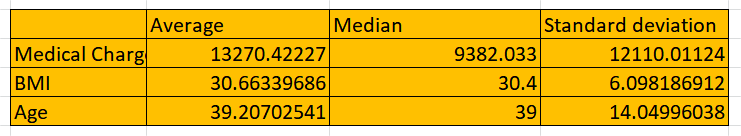 Average Median Standard deviation
Medical Charg 13270.42227 9382.033 12110.01124
BMI 30.66339686 30.4 6.098186912
Age 39.20702541 39 14.04996038